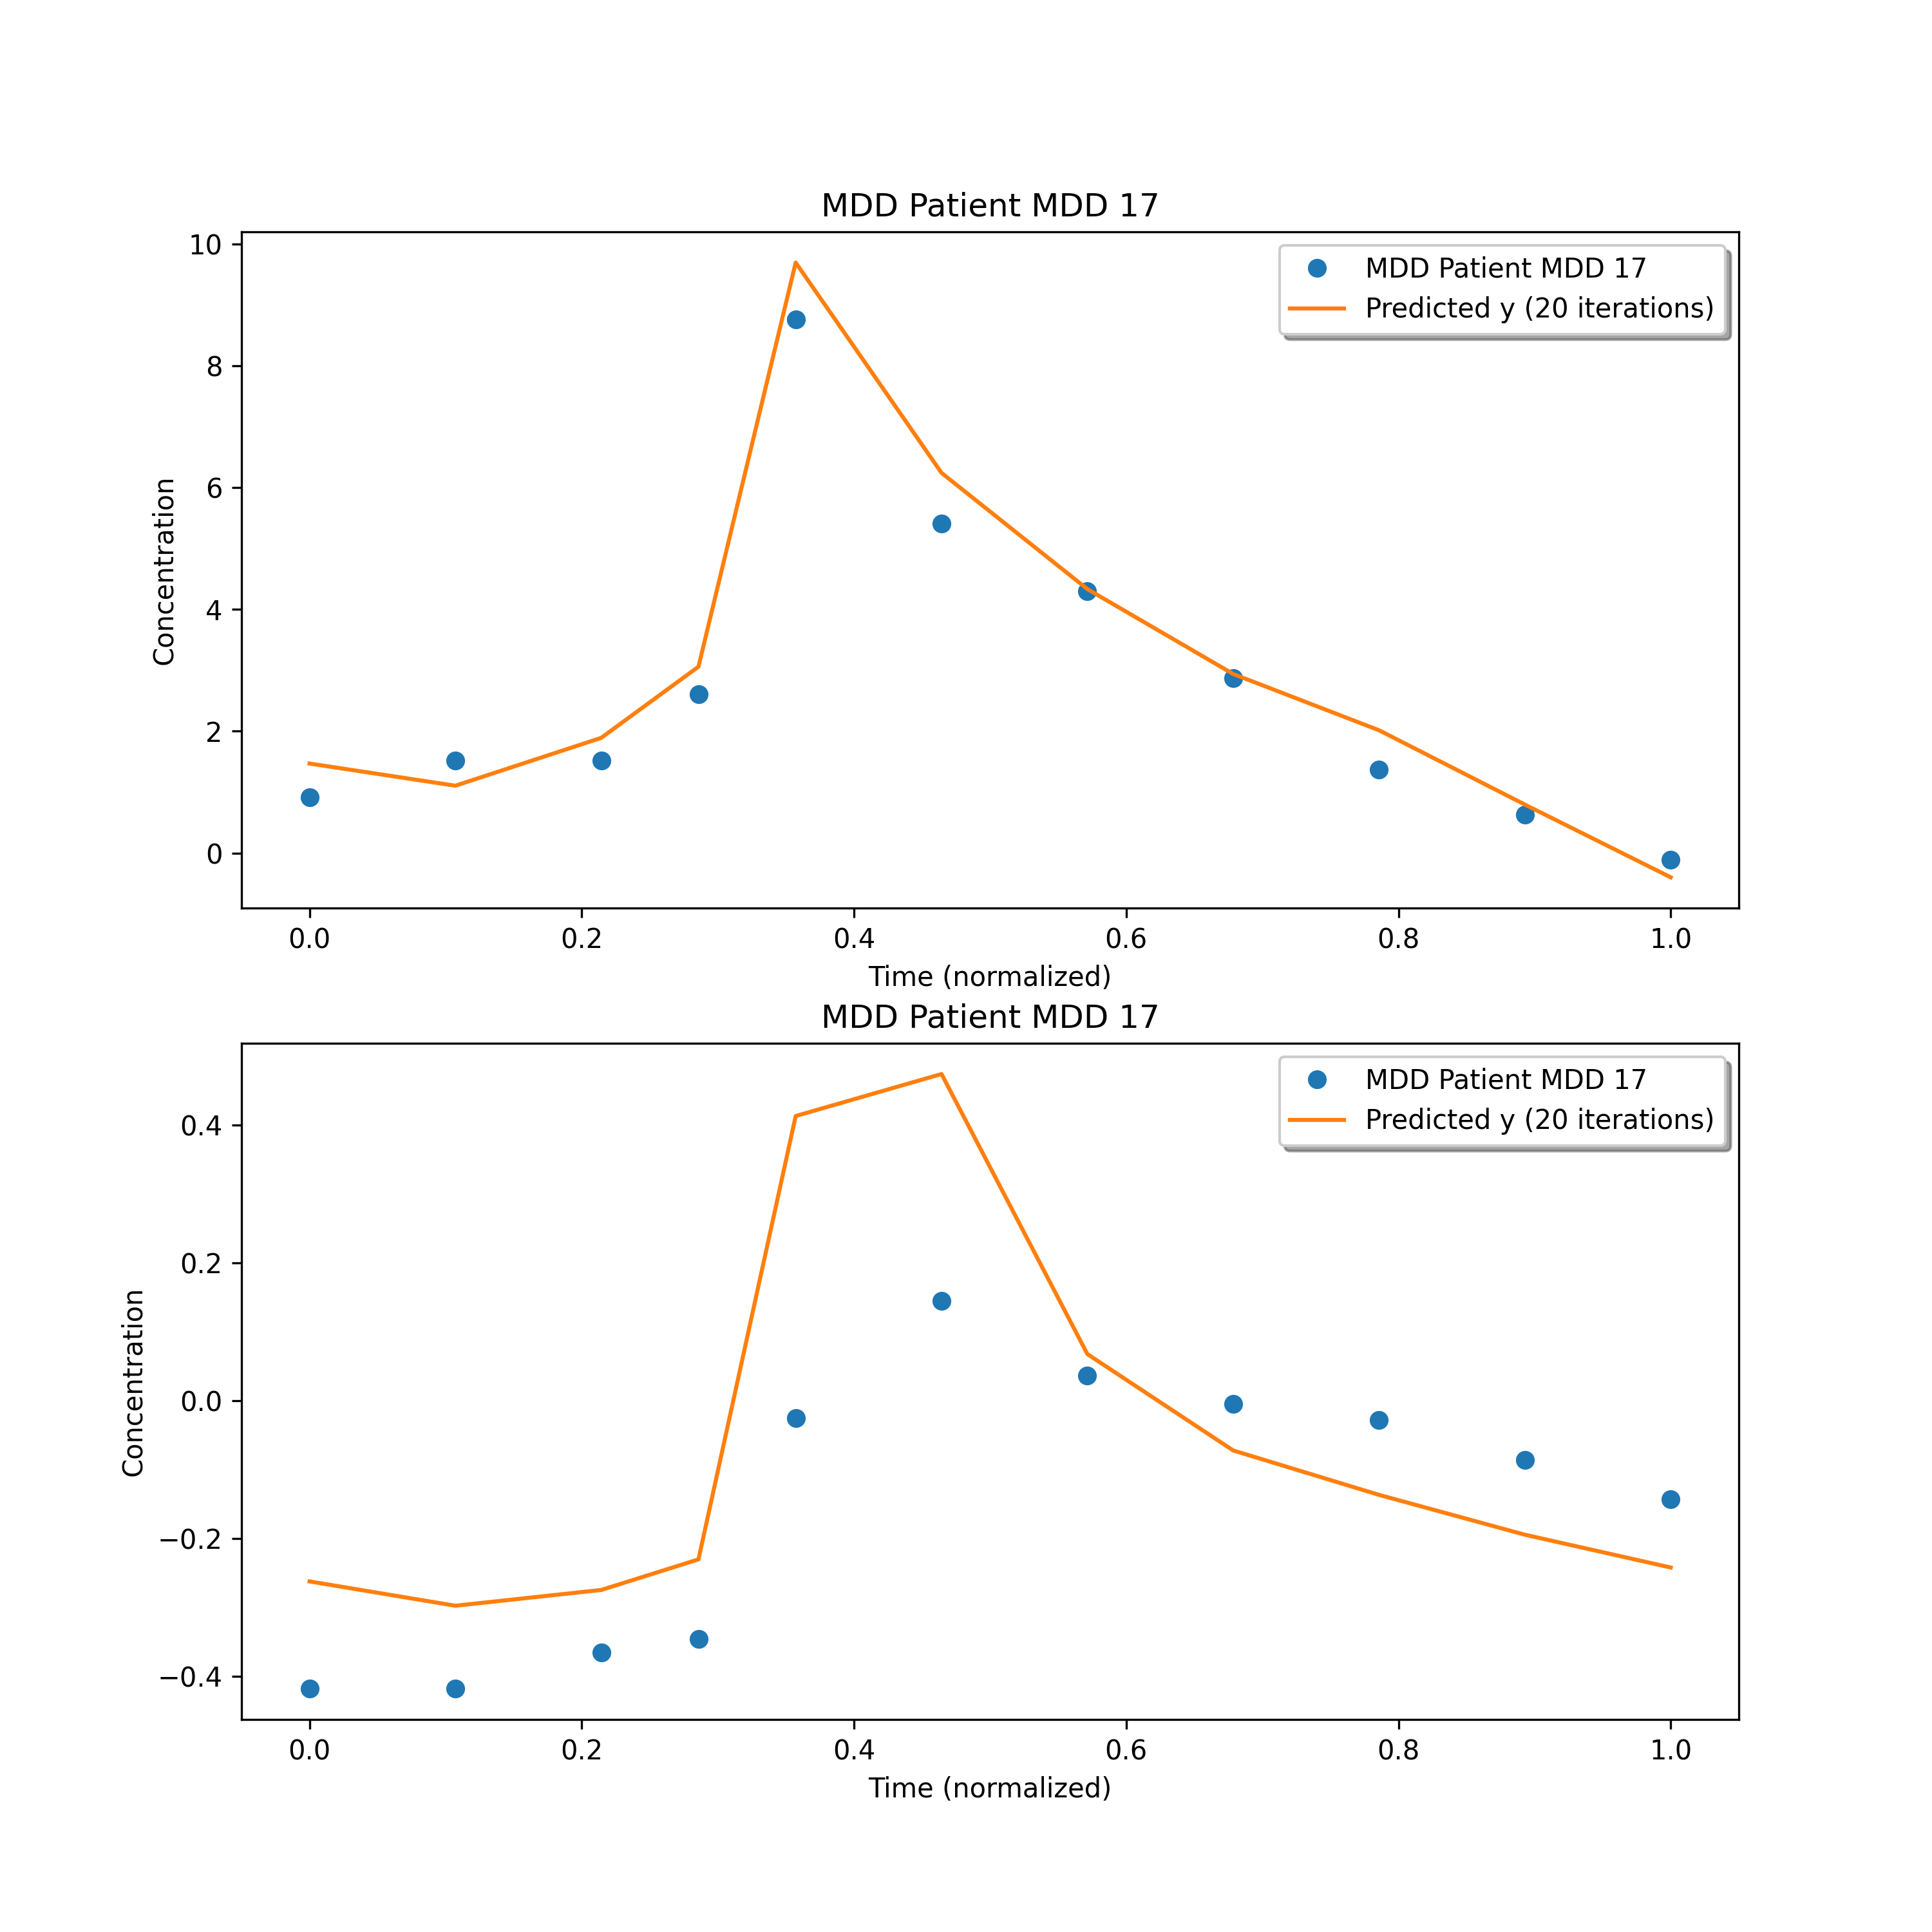 MDD Patient MDD 17
10
8
6
4
2
0
Concentration
MDD Patient MDD 17
Predicted y (20 iterations)
0.0 0.2 0.4 0.6 0.8 1.0
Time (normalized)
MDD Patient MDD 17
0.4
0.2
0.0
−0.2
−0.4
Concentration
MDD Patient MDD 17
Predicted y (20 iterations)
0.0 0.2 0.4 0.6 0.8 1.0
Time (normalized)